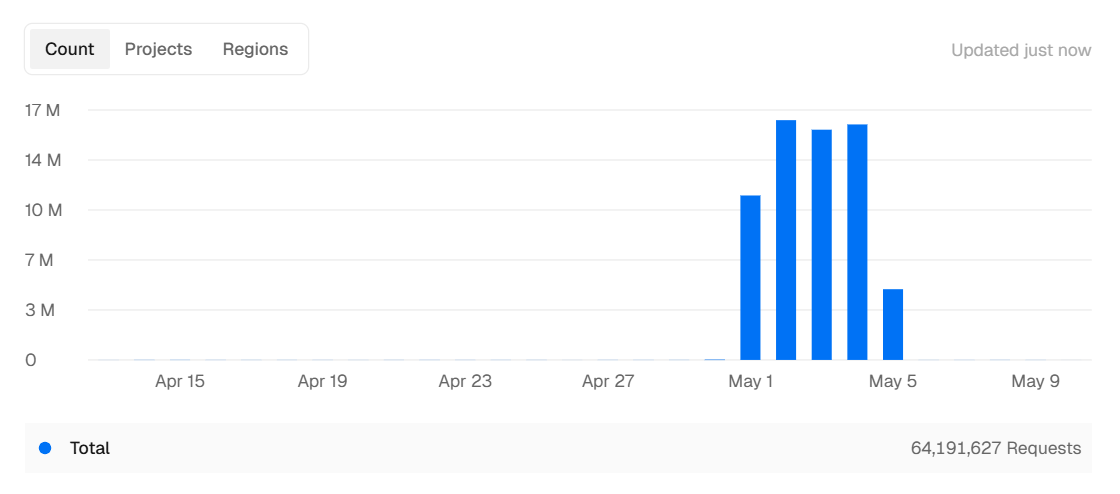 Count Projects Regions
Updated just now
17 M
14 M
10 M
7 M
3 M
0
Apr 15 Apr 19 Apr 23 Apr 27 May 1 May 5 May 9
Total 64,191,627 Requests